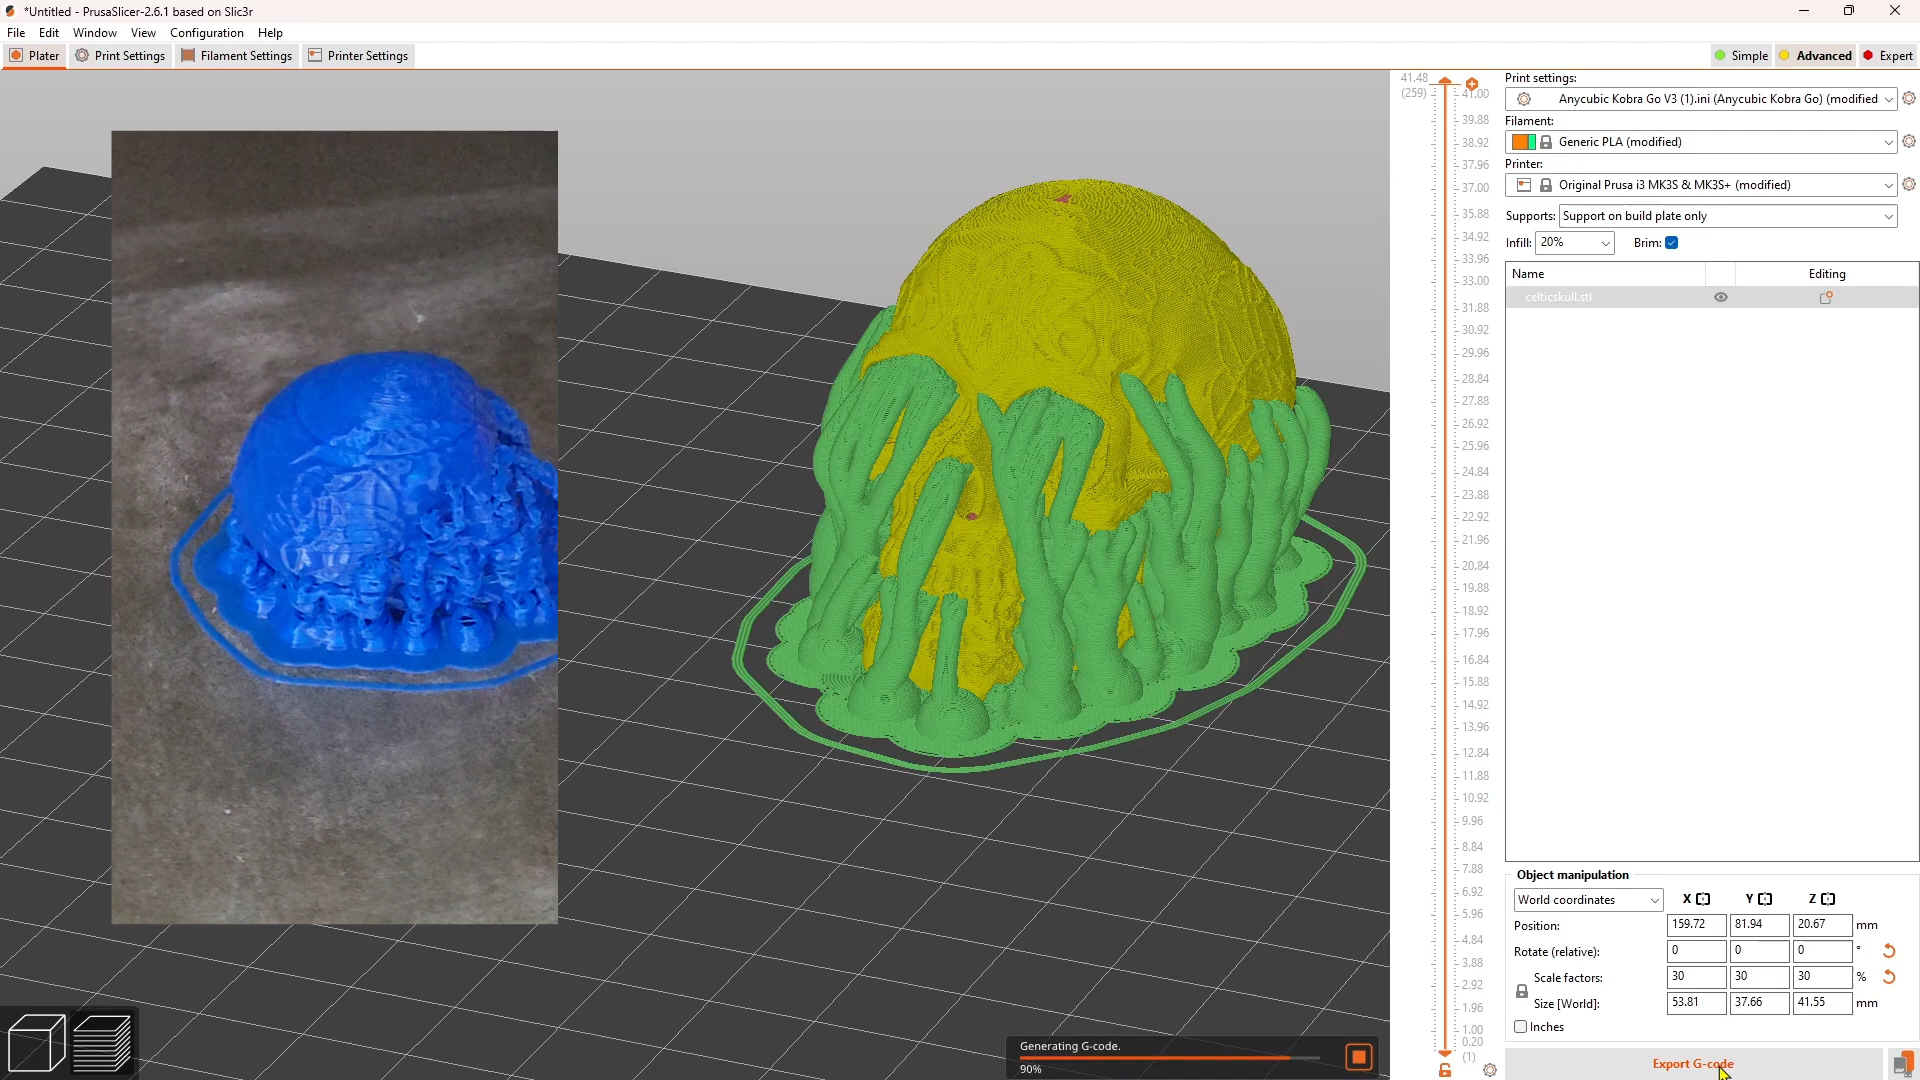 *Untitled - PrusaSlicer-2.6.1 based on Slic3r
File Edit Window View Configuration Help
Plater Print Settings Filament Settings Printer Settings Simple Advanced Expert
Print settings:
Anycubic Kobra Go V3 (1).ini (Anycubic Kobra Go) (modified
Filament:
Generic PLA (modified)
Printer:
Original Prusa i3 MK3S & MK3S+ (modified)
Supports: Support on build plate only
Infill: 20% Brim:
Name Editing
celticskull.stl
41.48
(259)
41.00
39.88
38.92
37.96
37.00
35.88
34.92
33.96
33.00
31.88
30.92
29.96
28.84
27.88
26.92
25.96
24.84
23.88
22.92
21.96
20.84
19.88
18.92
17.96
16.84
15.88
14.92
13.96
12.84
11.88
10.92
9.96
8.84
7.88
6.92
5.96
4.84
3.88
2.92
1.96
1.00
0.20
(1)
Object manipulation
World coordinates X Y Z
Position: 159.72 81.94 20.67 mm
Rotate (relative): 0 0 0 °
Scale factors: 30 30 30 %
Size [World]: 53.81 37.66 41.55 mm
Inches
Generating G-code.
90%
Export G-code